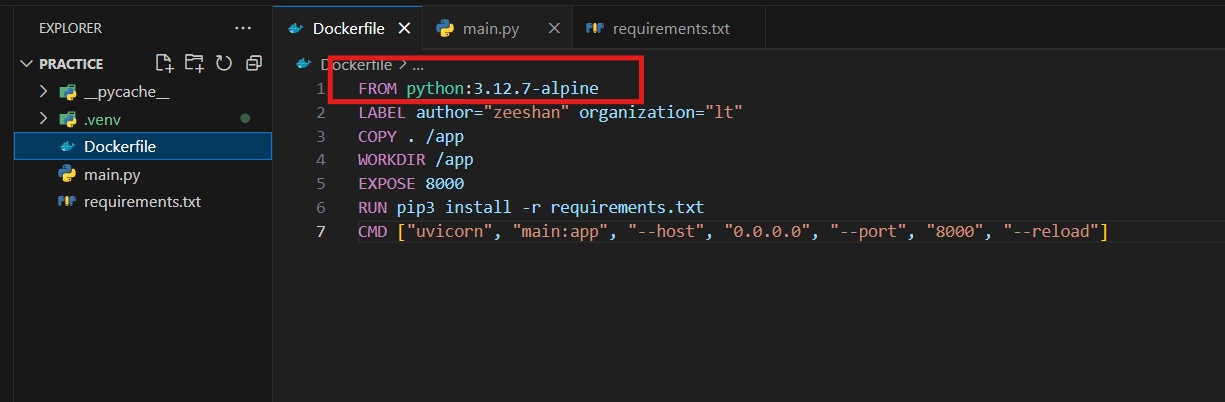 EXPLORER
...
PRACTICE
__pycache__
.venv
Dockerfile
main.py
requirements.txt
Dockerfile
main.py
requirements.txt
Dockerfile > ...
1 FROM python:3.12.7-alpine
2 LABEL author="zeeshan" organization="lt"
3 COPY . /app
4 WORKDIR /app
5 EXPOSE 8000
6 RUN pip3 install -r requirements.txt
7 CMD ["uvicorn", "main:app", "--host", "0.0.0.0", "--port", "8000", "--reload"]